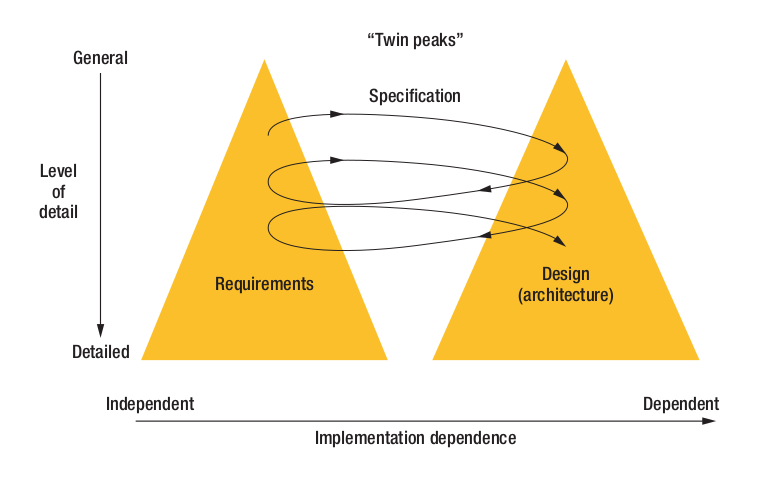 “Twin peaks”
General
Specification
Level
of
detail
Requirements
Design
(architecture)
Detailed
Independent
Dependent
Implementation dependence